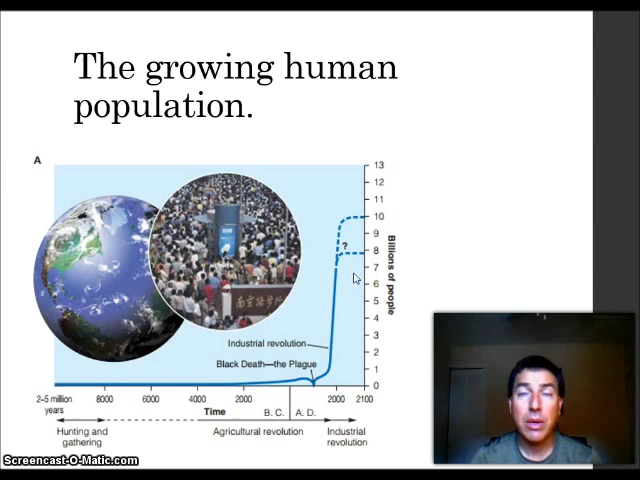 The growing human
population.
A
13
12
11
10
9
8
7
6
5
4
3
2
1
0
?
Billions of people
Industrial revolution
Black Death—the Plague
2–5 million
years
8000
6000
4000
2000
2000
2100
Time
B. C.
A. D.
Hunting and
gathering
Agricultural revolution
Industrial
revolution
Screencast-O-Matic.com